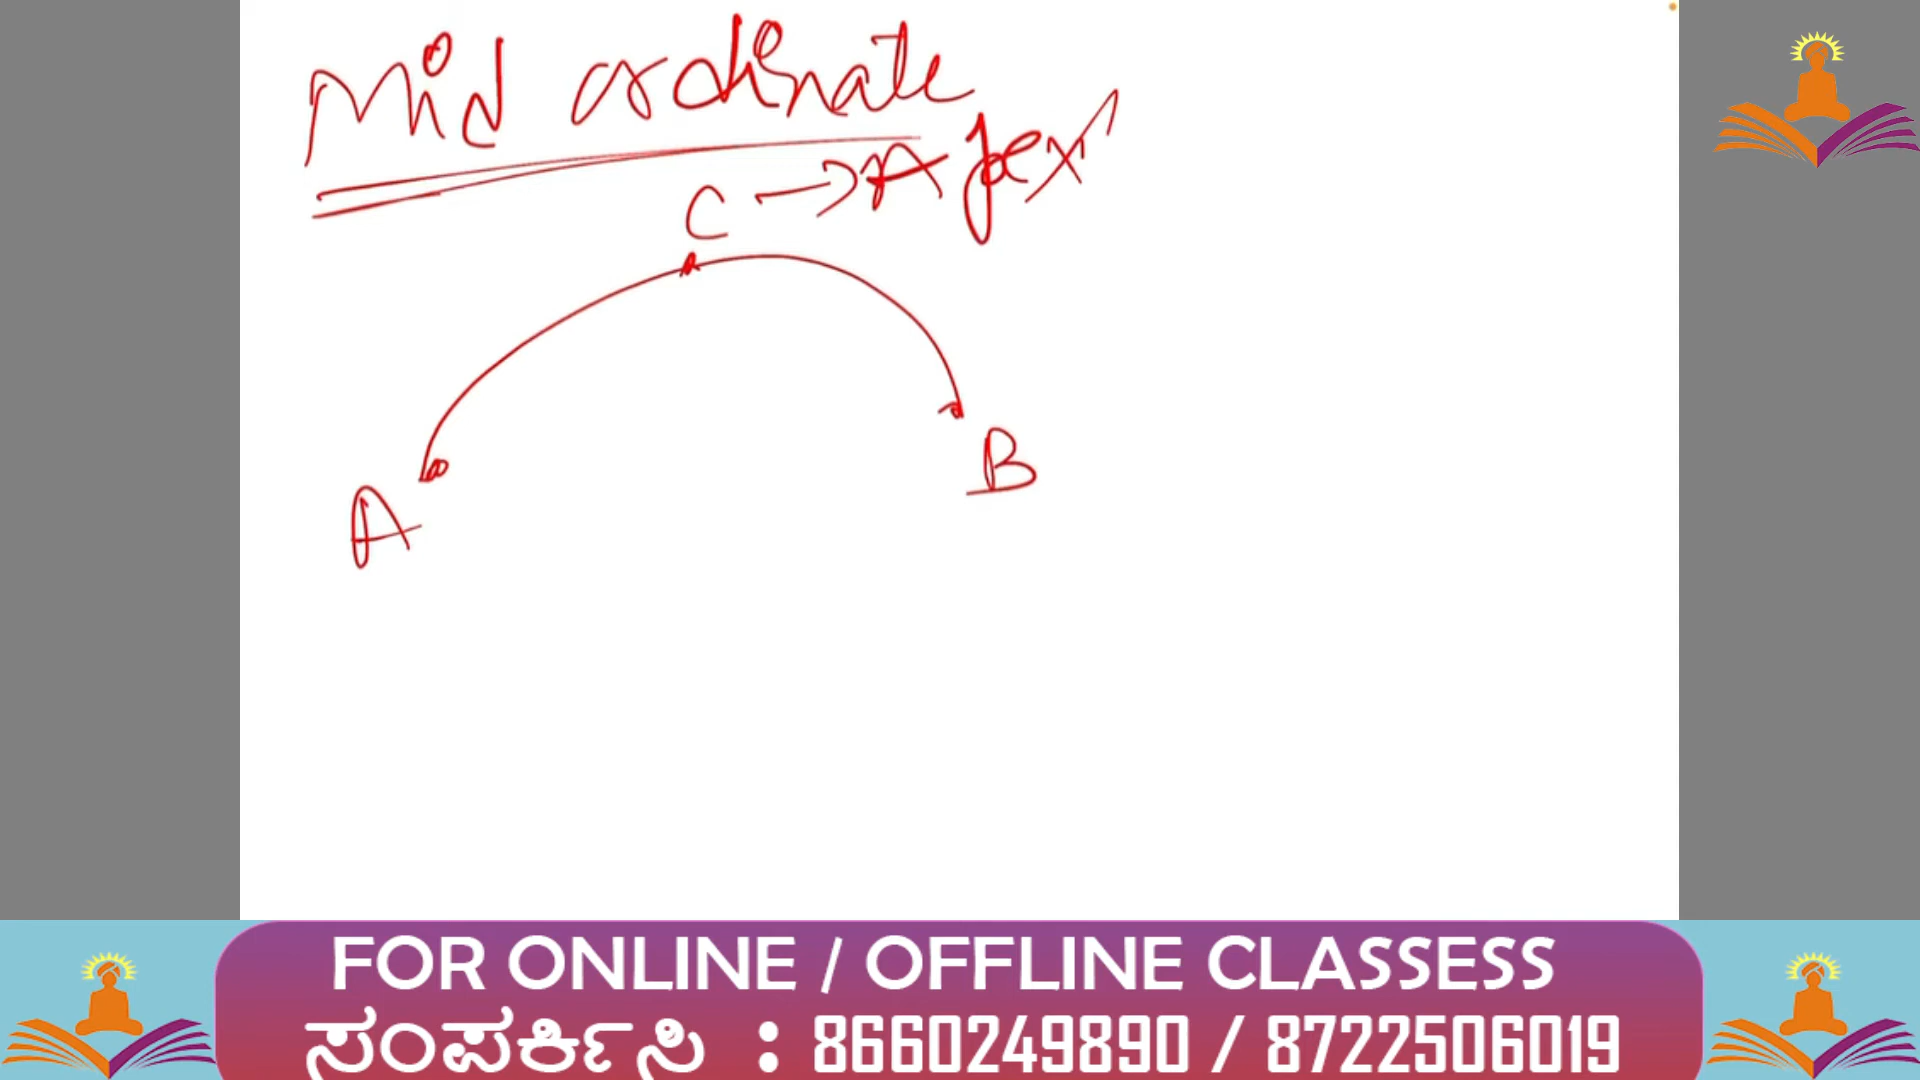 Mid ordinate
C → Apex
A
B
FOR ONLINE / OFFLINE CLASSESS
ಸಂಪರ್ಕಿಸಿ : 8660249890 / 8722506019